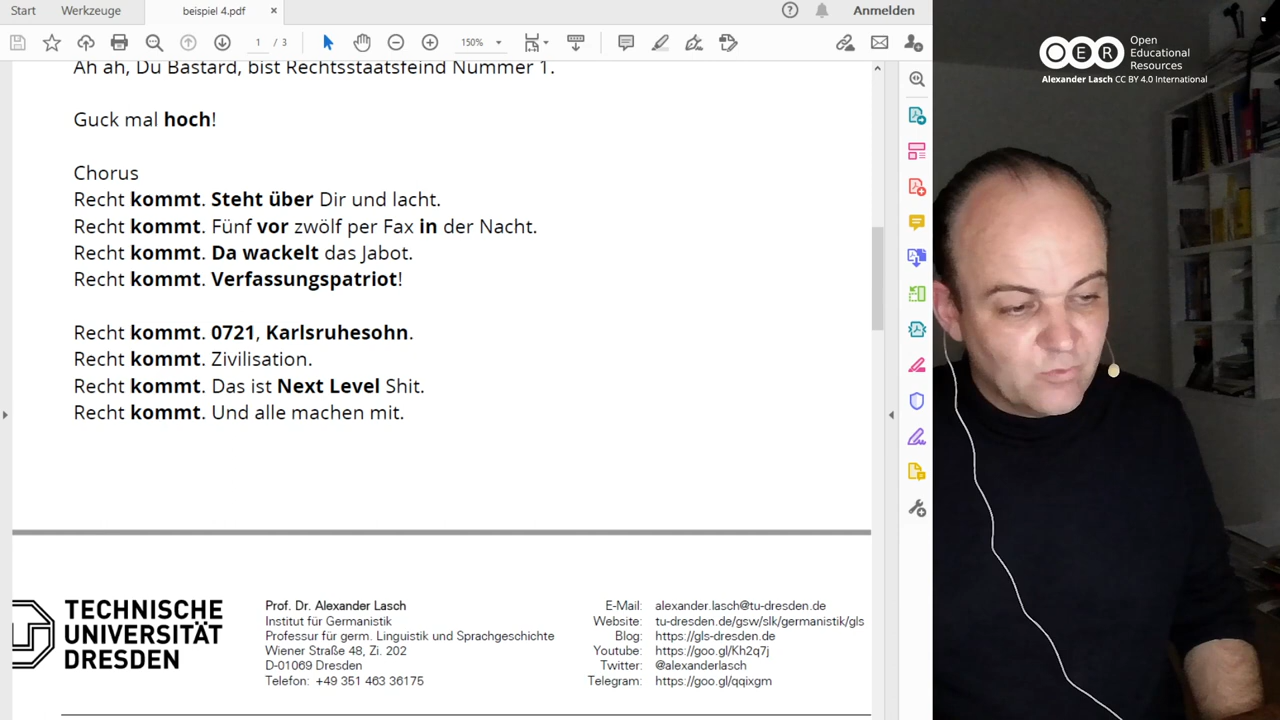 Start Werkzeuge beispiel 4.pdf × Anmelden
1 / 3 150%
Ah ah, Du Bastard, bist Rechtsstaatsfeind Nummer 1.
Guck mal hoch!
Chorus
Recht kommt. Steht über Dir und lacht.
Recht kommt. Fünf vor zwölf per Fax in der Nacht.
Recht kommt. Da wackelt das Jabot.
Recht kommt. Verfassungspatriot!
Recht kommt. 0721, Karlsruhesohn.
Recht kommt. Zivilisation.
Recht kommt. Das ist Next Level Shit.
Recht kommt. Und alle machen mit.
TECHNISCHE
UNIVERSITÄT
DRESDEN
Prof. Dr. Alexander Lasch
Institut für Germanistik
Professur für germ. Linguistik und Sprachgeschichte
Wiener Straße 48, Zi. 202
D-01069 Dresden
Telefon: +49 351 463 36175
E-Mail: alexander.lasch@tu-dresden.de
Website: tu-dresden.de/gsw/slk/germanistik/gls
Blog: https://gls-dresden.de
Youtube: https://goo.gl/Kh2q7j
Twitter: @alexanderlasch
Telegram: https://goo.gl/qqixgm
OER Open
Educational
Resources
Alexander Lasch CC BY 4.0 International